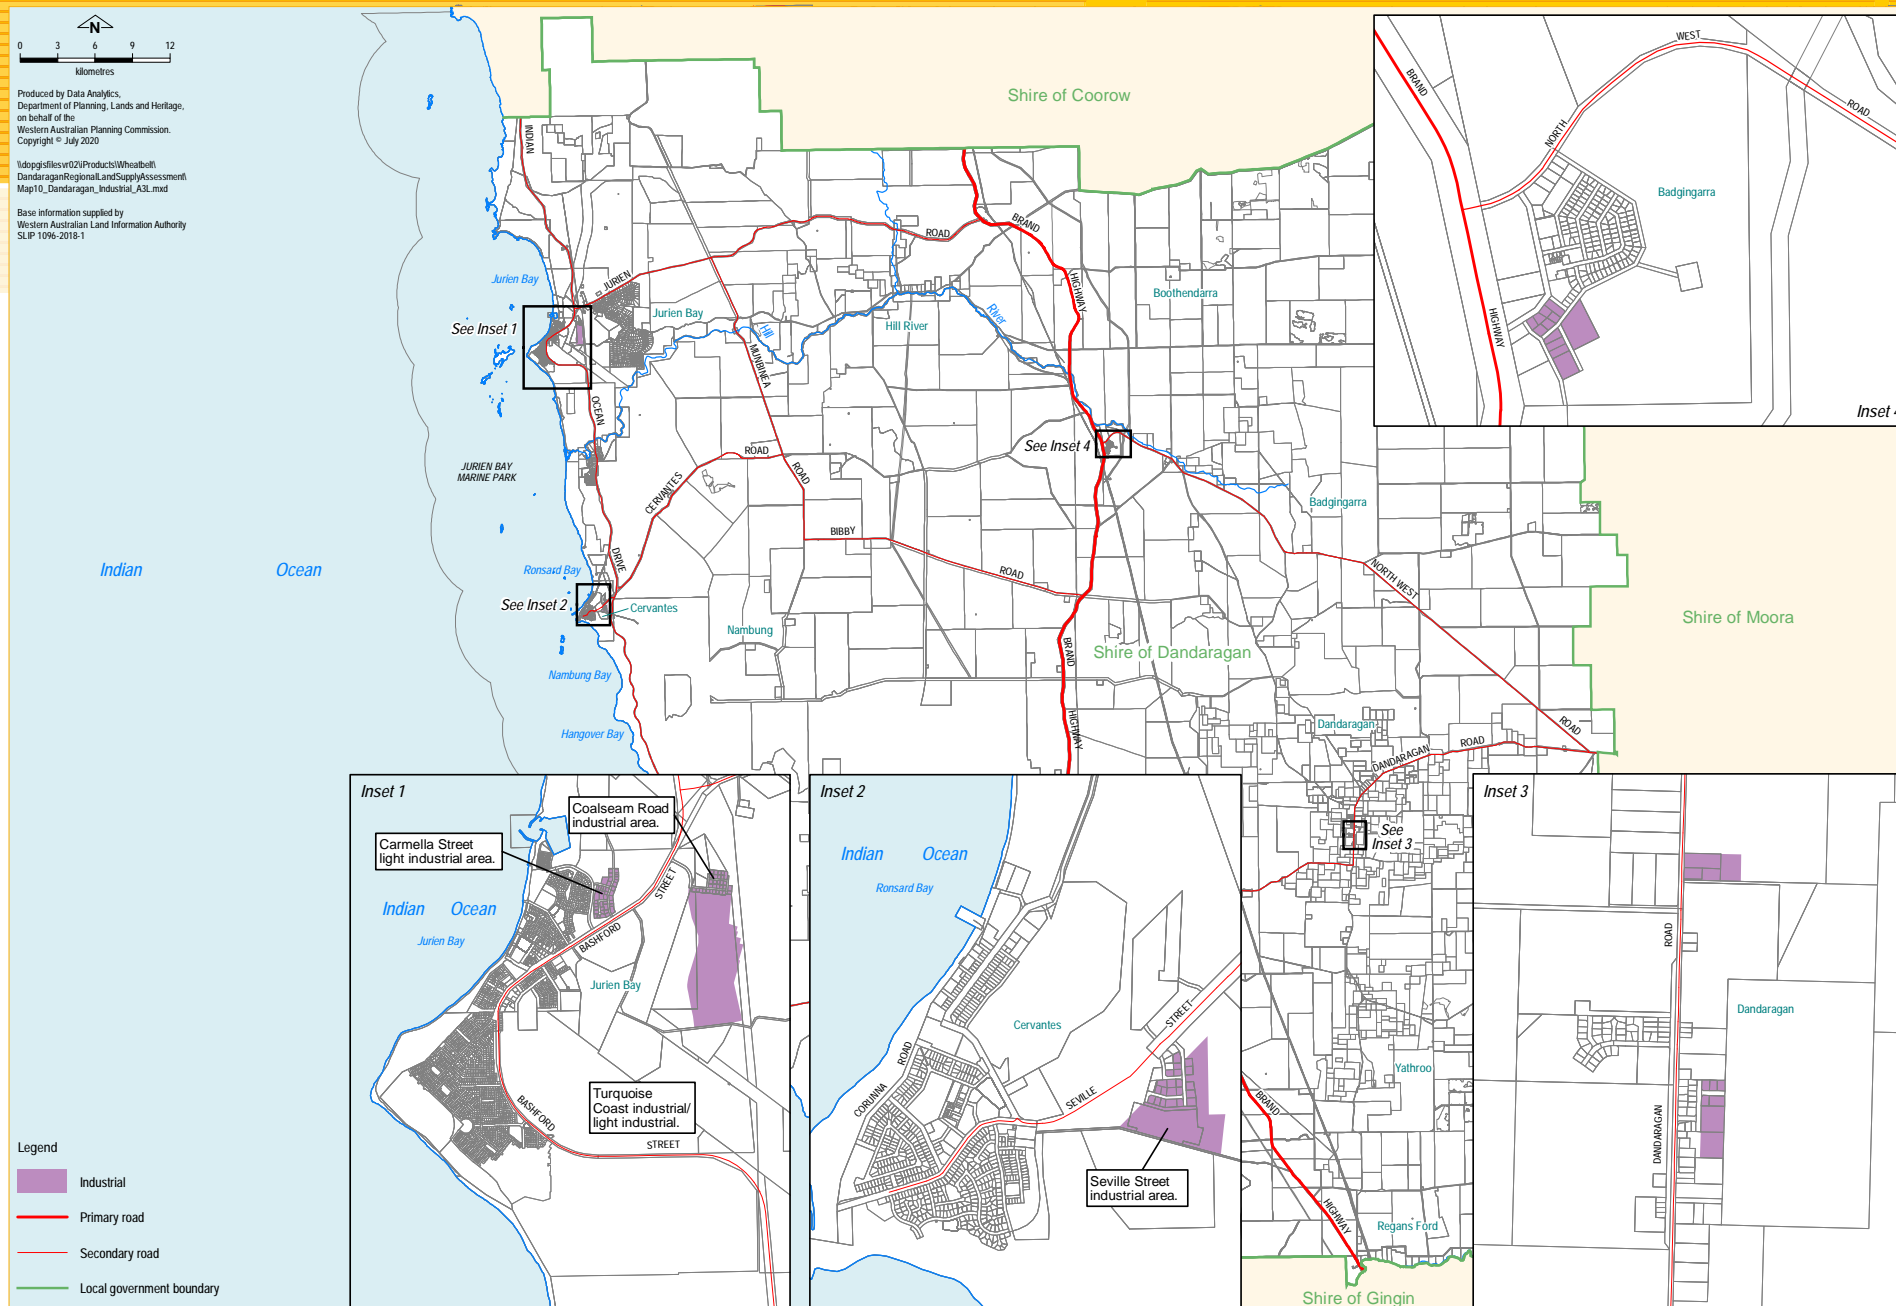 N
0 3 6 9 12
kilometres
Produced by Data Analytics,
Department of Planning, Lands and Heritage,
on behalf of the
Western Australian Planning Commission.
Copyright © July 2020
\\dopgisfilesvr02\iProducts\Wheatbelt\
DandaraganRegionalLandSupplyAssessment\
Map10_Dandaragan_Industrial_A3L.mxd
Base information supplied by
Western Australian Land Information Authority
SLIP 1096-2018-1
Shire of Coorow
INDIAN
ROAD
BRAND
HIGHWAY
Jurien Bay
JURIEN
Jurien Bay
See Inset 1
Hill
River
Hill River
Boothendarra
MUNBINEA
OCEAN
See Inset 4
JURIEN BAY
MARINE PARK
ROAD
ROAD
CERVANTES
Badgingarra
BIBBY
ROAD
DRIVE
NORTH WEST
Indian Ocean
Ronsard Bay
See Inset 2
Cervantes
Nambung
BRAND
Shire of Dandaragan
Shire of Moora
Nambung Bay
Hangover Bay
HIGHWAY
Dandaragan
ROAD
DANDARAGAN
ROAD
See
Inset 3
Yathroo
BRAND
HIGHWAY
Regans Ford
Shire of Gingin
BRAND
WEST
ROAD
NORTH
Badgingarra
HIGHWAY
Inset 4
Inset 1
Coalseam Road
industrial area.
Carmella Street
light industrial area.
Indian Ocean
Jurien Bay
STREET
BASHFORD
Jurien Bay
Turquoise
Coast industrial/
light industrial.
BASHFORD
STREET
Inset 2
Indian Ocean
Ronsard Bay
Cervantes
STREET
ROAD
CORUNNA
SEVILLE
Seville Street
industrial area.
Inset 3
ROAD
Dandaragan
DANDARAGAN
Legend
Industrial
Primary road
Secondary road
Local government boundary